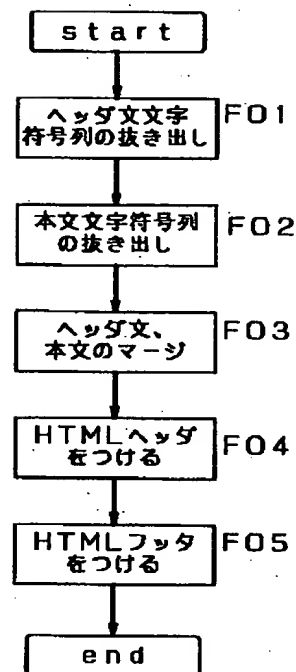 start
ヘッダ文文字
符号列の抜き出し
F01
本文文字符号列
の抜き出し
F02
ヘッダ文、
本文のマージ
F03
HTMLヘッダ
をつける
F04
HTMLフッタ
をつける
F05
end